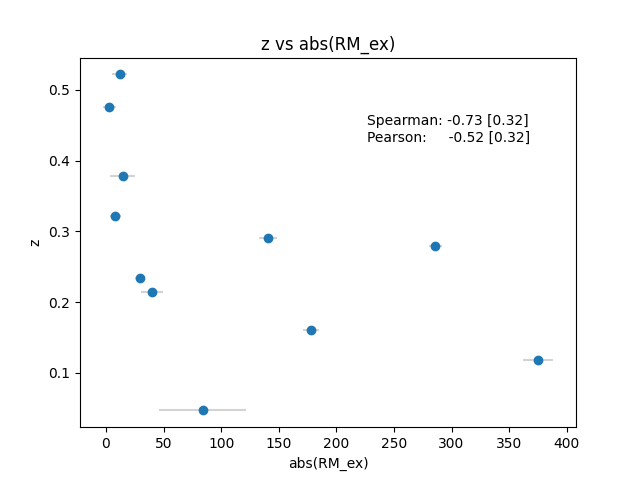 z vs abs(RM_ex)
Spearman: -0.73 [0.32]
Pearson: -0.52 [0.32]
z
0.5
0.4
0.3
0.2
0.1
0 50 100 150 200 250 300 350 400
abs(RM_ex)